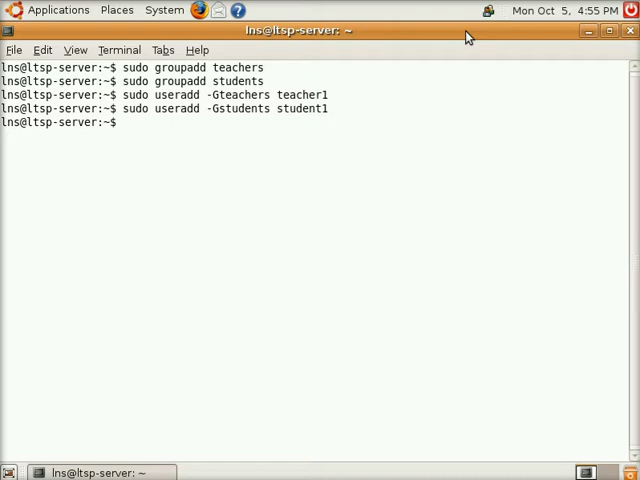 Applications Places System Mon Oct 5, 4:55 PM
lns@ltsp-server: ~
File Edit View Terminal Tabs Help
lns@ltsp-server:~$ sudo groupadd teachers
lns@ltsp-server:~$ sudo groupadd students
lns@ltsp-server:~$ sudo useradd -Gteachers teacher1
lns@ltsp-server:~$ sudo useradd -Gstudents student1
lns@ltsp-server:~$
lns@ltsp-server: ~